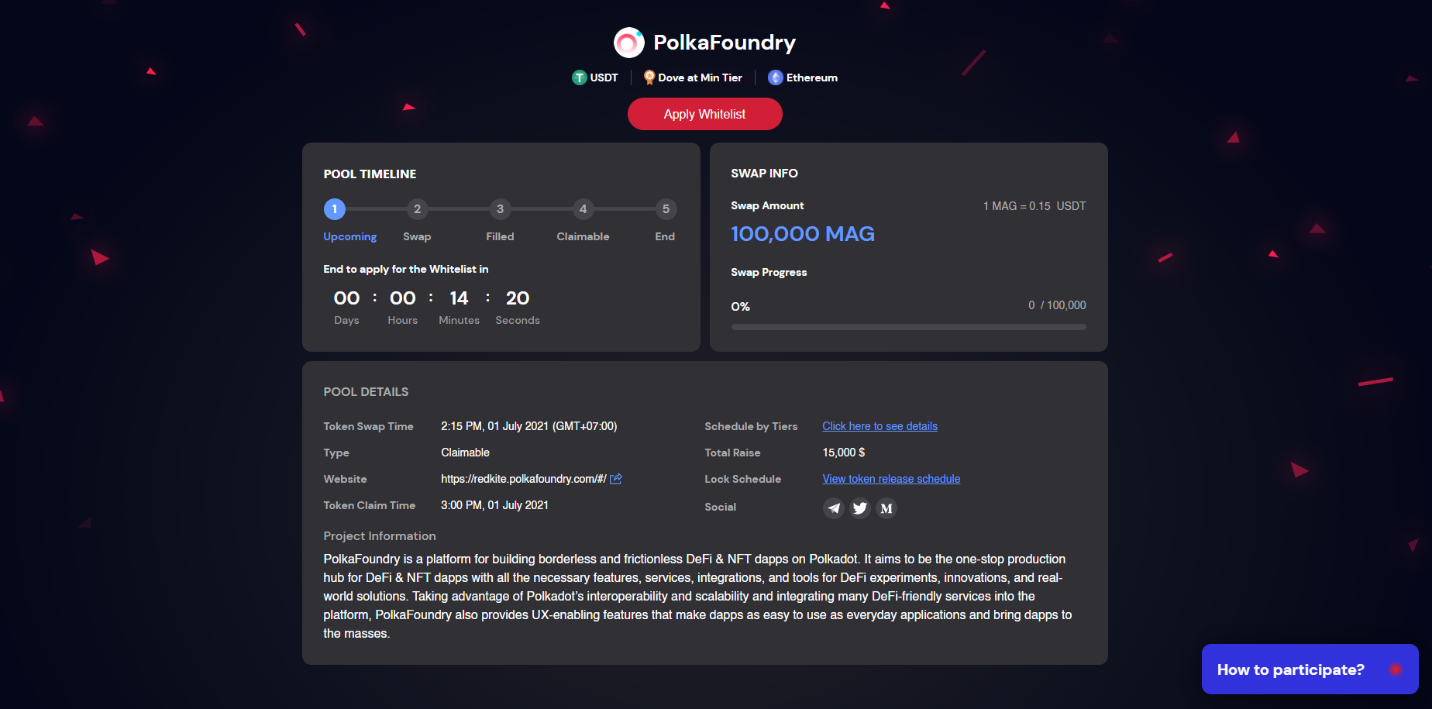 PolkaFoundry
USDT
Dove at Min Tier
Ethereum
Apply Whitelist
POOL TIMELINE
1
2
3
4
5
Upcoming
Swap
Filled
Claimable
End
End to apply for the Whitelist in
00 : 00 : 14 : 20
Days
Hours
Minutes
Seconds
SWAP INFO
Swap Amount
1 MAG = 0.15 USDT
100,000 MAG
Swap Progress
0%
0 / 100,000
POOL DETAILS
Token Swap Time
2:15 PM, 01 July 2021 (GMT+07:00)
Type
Claimable
Website
https://redkite.polkafoundry.com/#/
Token Claim Time
3:00 PM, 01 July 2021
Schedule by Tiers
Click here to see details
Total Raise
15,000 $
Lock Schedule
View token release schedule
Social
Project Information
PolkaFoundry is a platform for building borderless and frictionless DeFi & NFT dapps on Polkadot. It aims to be the one-stop production
hub for DeFi & NFT dapps with all the necessary features, services, integrations, and tools for DeFi experiments, innovations, and real-
world solutions. Taking advantage of Polkadot’s interoperability and scalability and integrating many DeFi-friendly services into the
platform, PolkaFoundry also provides UX-enabling features that make dapps as easy to use as everyday applications and bring dapps to
the masses.
How to participate?